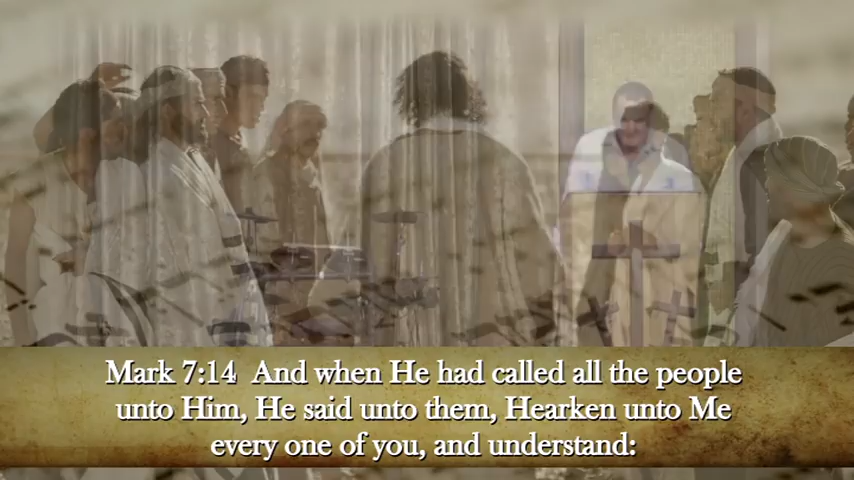 Mark 7:14  And when He had called all the people
unto Him, He said unto them, Hearken unto Me
every one of you, and understand: